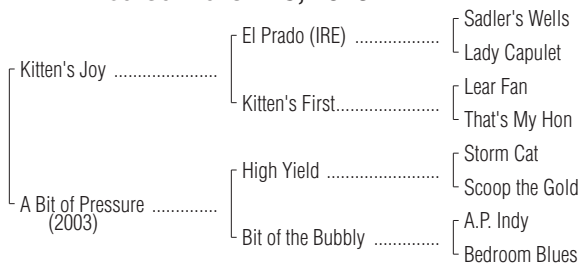 Sadler's Wells
El Prado (IRE) ....................
Lady Capulet
Kitten's Joy ......................
Lear Fan
Kitten's First......................
That's My Hon
Storm Cat
High Yield ........................
Scoop the Gold
A Bit of Pressure ..............
(2003)
A.P. Indy
Bit of the Bubbly ..............
Bedroom Blues